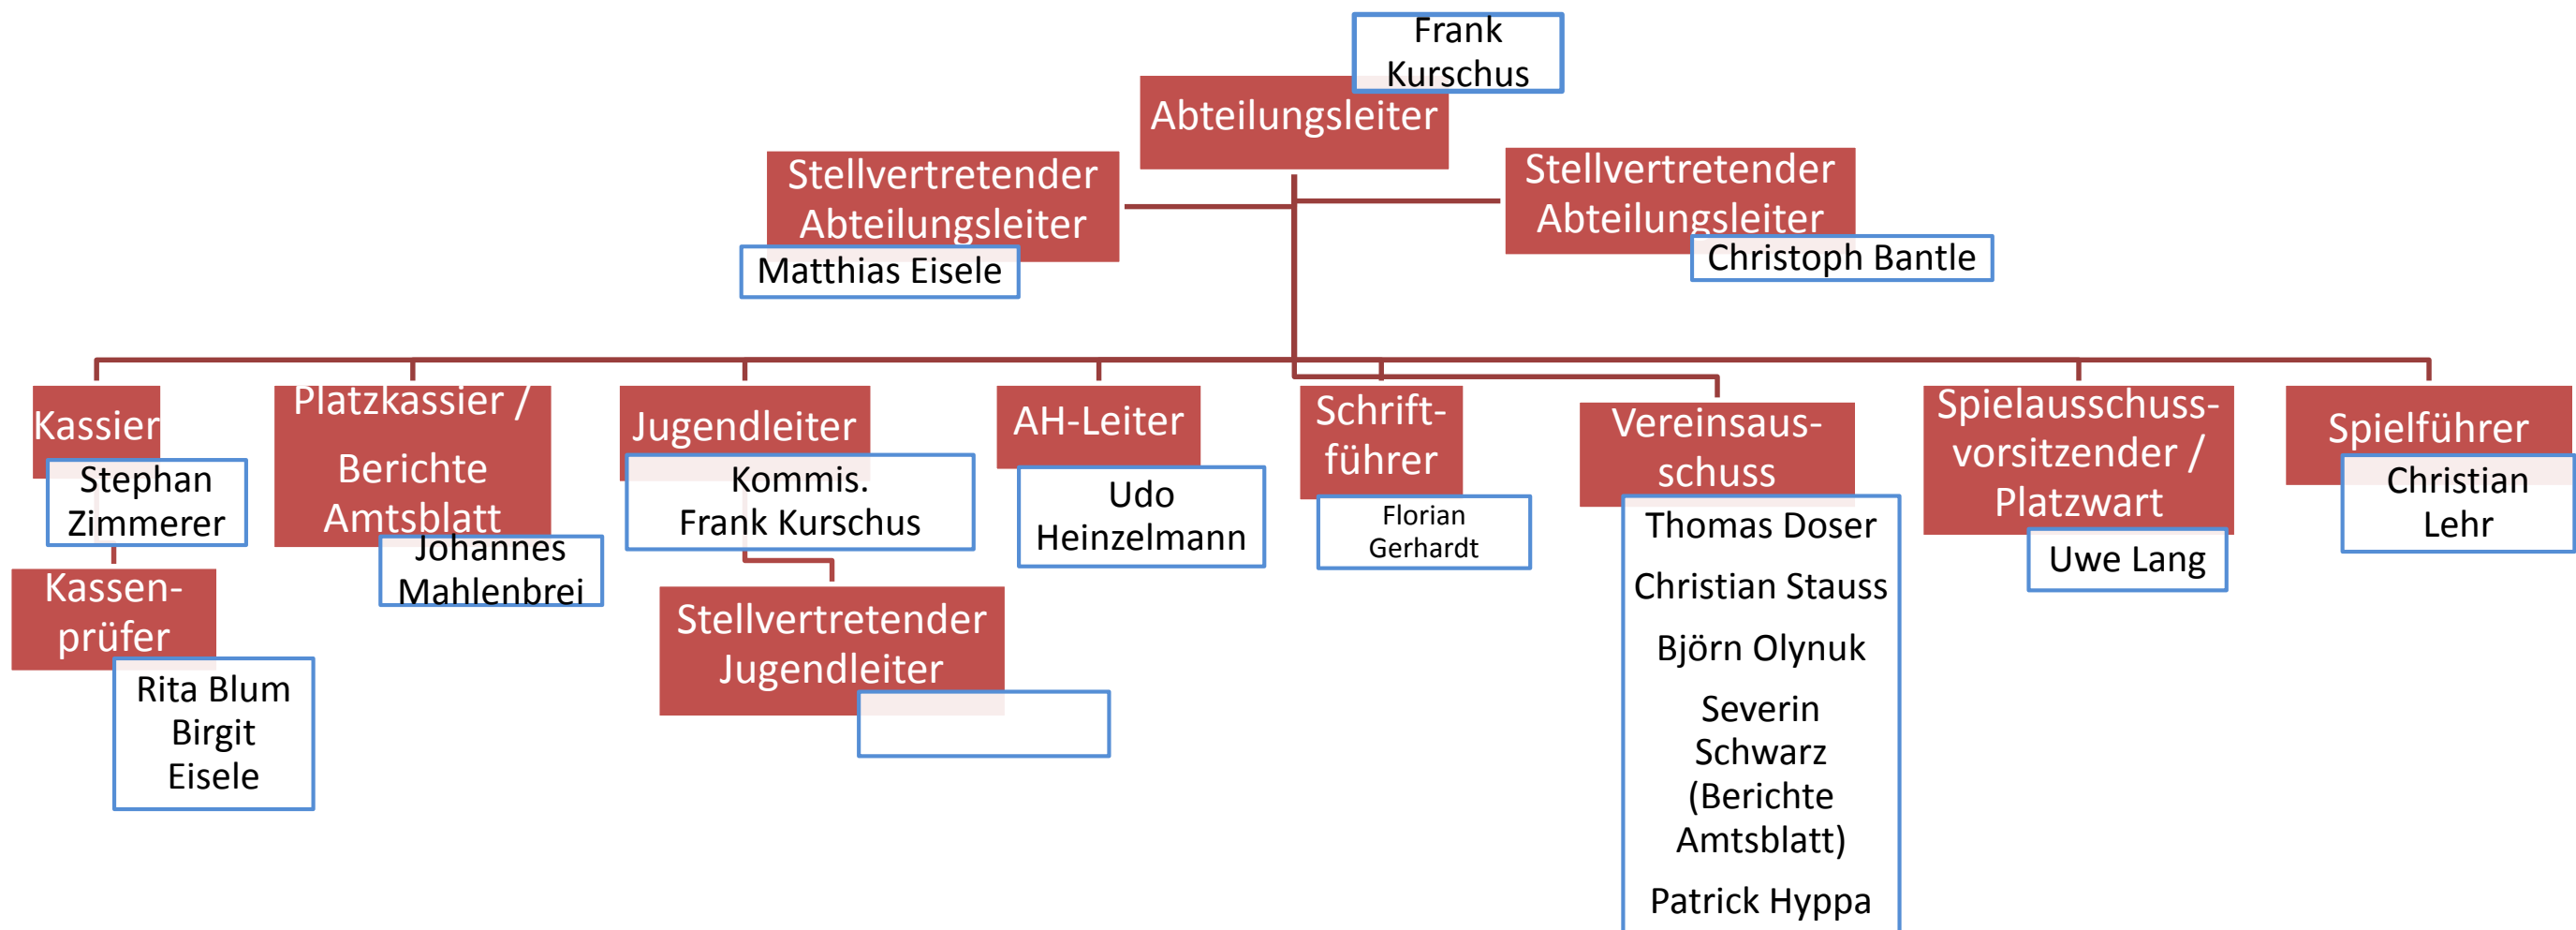 Frank
Kurschus
Abteilungsleiter
Stellvertretender
Abteilungsleiter
Matthias Eisele
Stellvertretender
Abteilungsleiter
Christoph Bantle
Kassier
Stephan
Zimmerer
Kassen-
prüfer
Rita Blum
Birgit
Eisele
Platzkassier /
Berichte
Amtsblatt
Johannes
Mahlenbrei
Jugendleiter
Kommis.
Frank Kurschus
Stellvertretender
Jugendleiter
AH-Leiter
Udo
Heinzelmann
Schrift-
führer
Florian
Gerhardt
Vereinsaus-
schuss
Thomas Doser
Christian Stauss
Björn Olynuk
Severin
Schwarz
(Berichte
Amtsblatt)
Patrick Hyppa
Spielausschuss-
vorsitzender /
Platzwart
Uwe Lang
Spielführer
Christian
Lehr